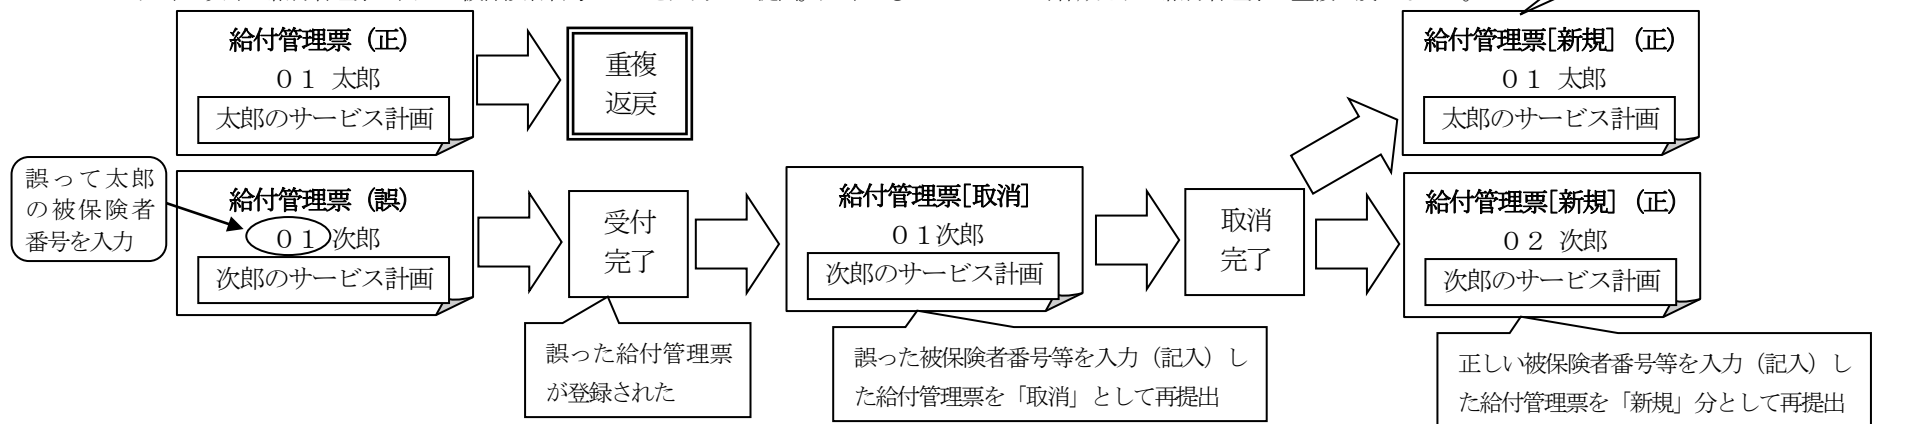 給付管理票（正）
０１ 太郎
太郎のサービス計画
重複
返戻
給付管理票[新規]（正）
０１ 太郎
太郎のサービス計画
誤って太郎
の被保険者
番号を入力
給付管理票（誤）
０１次郎
次郎のサービス計画
受付
完了
給付管理票[取消]
０１次郎
次郎のサービス計画
取消
完了
給付管理票[新規]（正）
０２ 次郎
次郎のサービス計画
誤った給付管理票
が登録された
誤った被保険者番号等を入力（記入）し
た給付管理票を「取消」として再提出
正しい被保険者番号等を入力（記入）し
た給付管理票を「新規」分として再提出